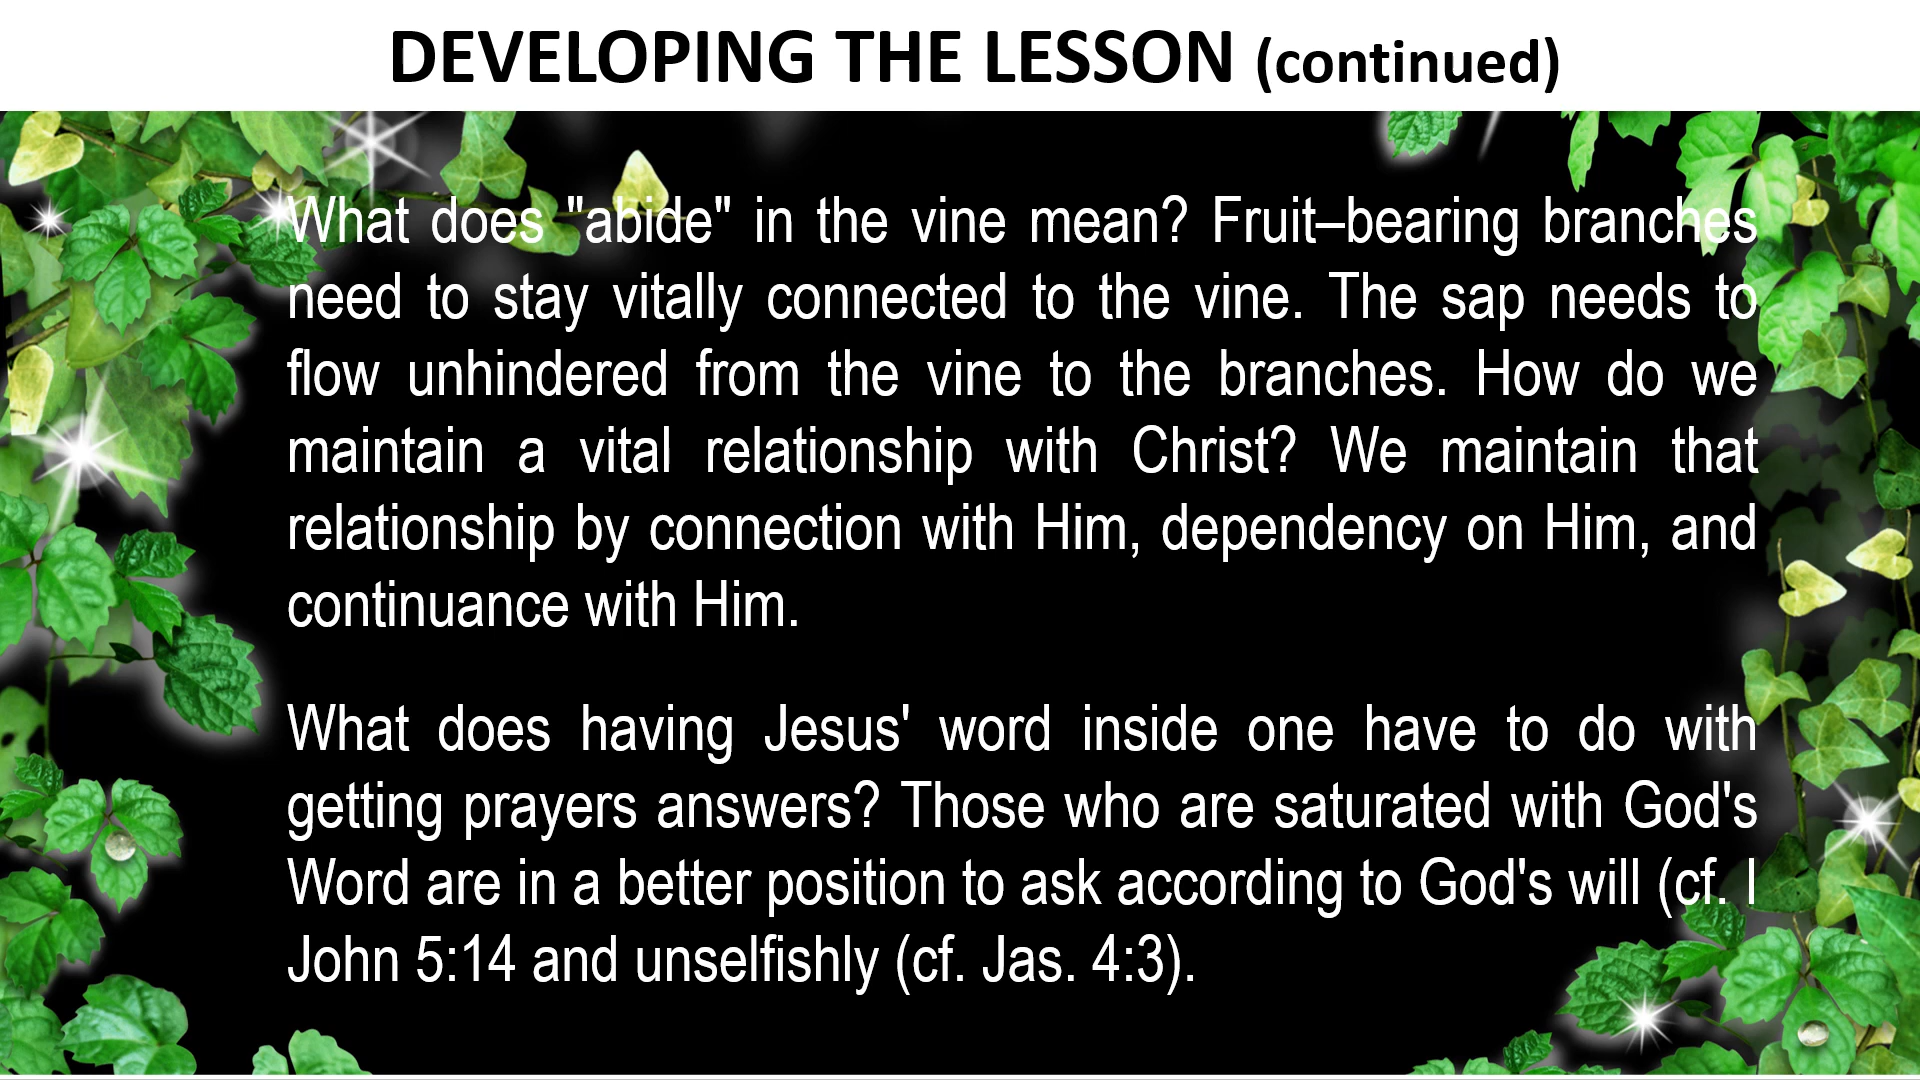 DEVELOPING THE LESSON (continued)
What does "abide" in the vine mean? Fruit–bearing branches
need to stay vitally connected to the vine. The sap needs to
flow unhindered from the vine to the branches. How do we
maintain a vital relationship with Christ? We maintain that
relationship by connection with Him, dependency on Him, and
continuance with Him.
What does having Jesus' word inside one have to do with
getting prayers answers? Those who are saturated with God's
Word are in a better position to ask according to God's will (cf. I
John 5:14 and unselfishly (cf. Jas. 4:3).